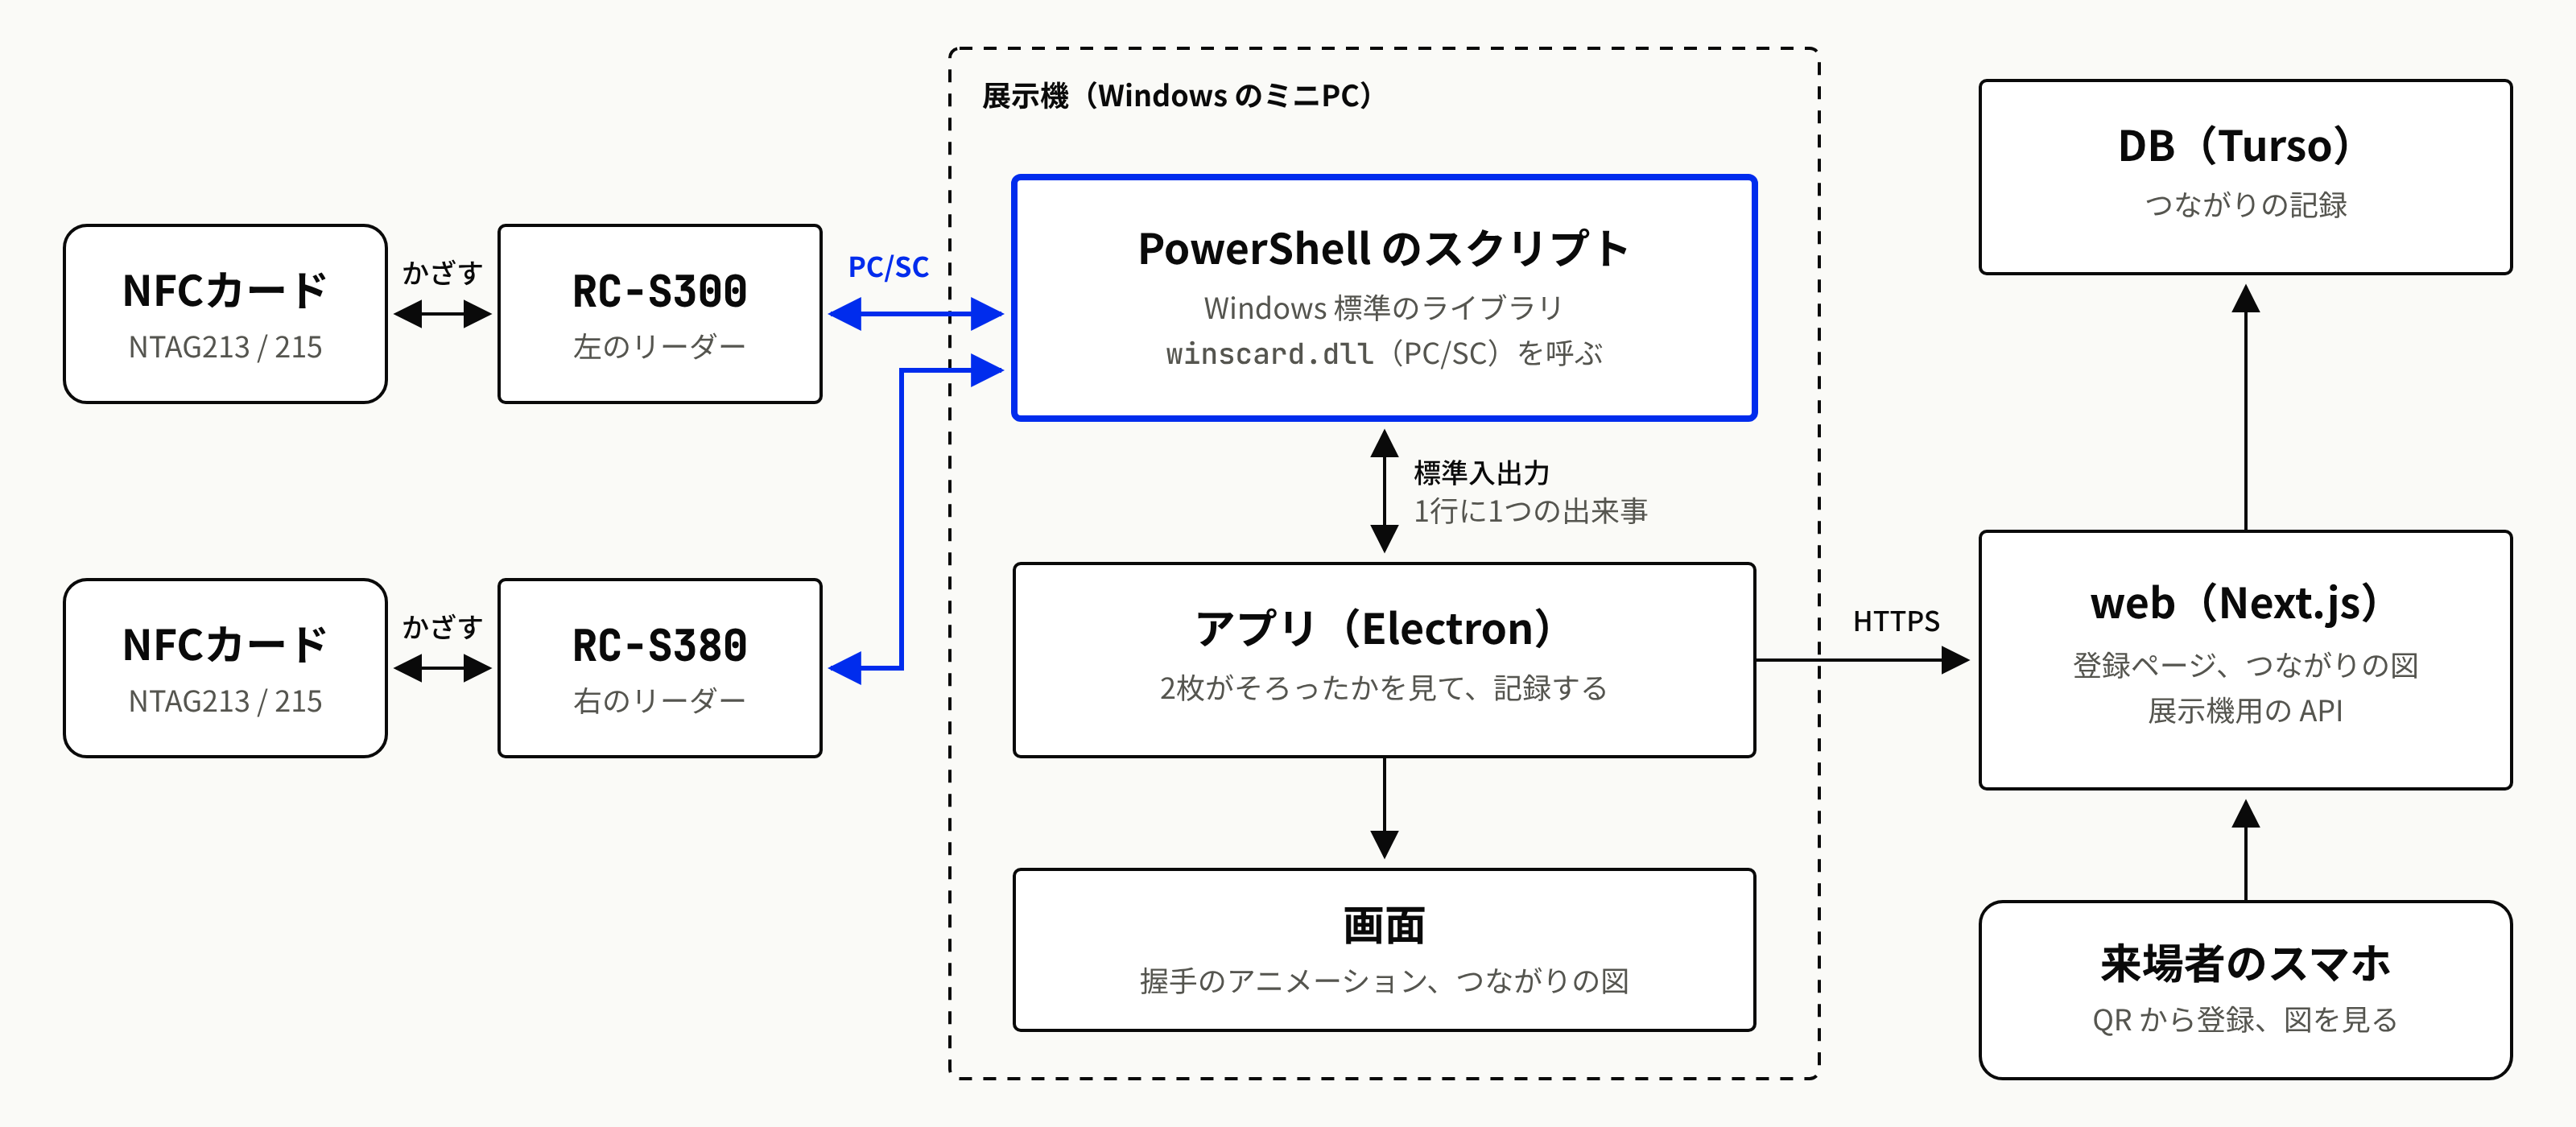 展示機（Windows のミニPC）
NFCカード
NTAG213 / 215
かざす
RC-S300
左のリーダー
PC/SC
NFCカード
NTAG213 / 215
かざす
RC-S380
右のリーダー
PowerShell のスクリプト
Windows 標準のライブラリ
winscard.dll（PC/SC）を呼ぶ
標準入出力
1行に1つの出来事
アプリ（Electron）
2枚がそろったかを見て、記録する
画面
握手のアニメーション、つながりの図
HTTPS
DB（Turso）
つながりの記録
web（Next.js）
登録ページ、つながりの図
展示機用の API
来場者のスマホ
QR から登録、図を見る